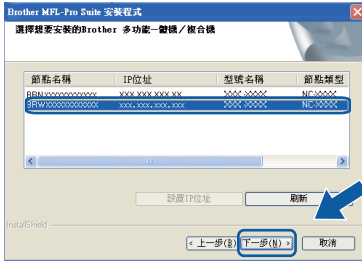 Brother MFL-Pro Suite 安裝程式
選擇想要安裝的Brother 多功能一體機／複合機
節點名稱 IP位址 型號名稱 節點類型
BRNXXXXXXXXXXXX XXX.XXX.XXX.XX XXX-XXXXX NC-XXXX
BRWXXXXXXXXXXXX XXX.XXX.XXX.XXX XXX-XXXXX NC-XXXX
設置IP位址 刷新
InstallShield
< 上一步(B) 下一步(N) > 取消